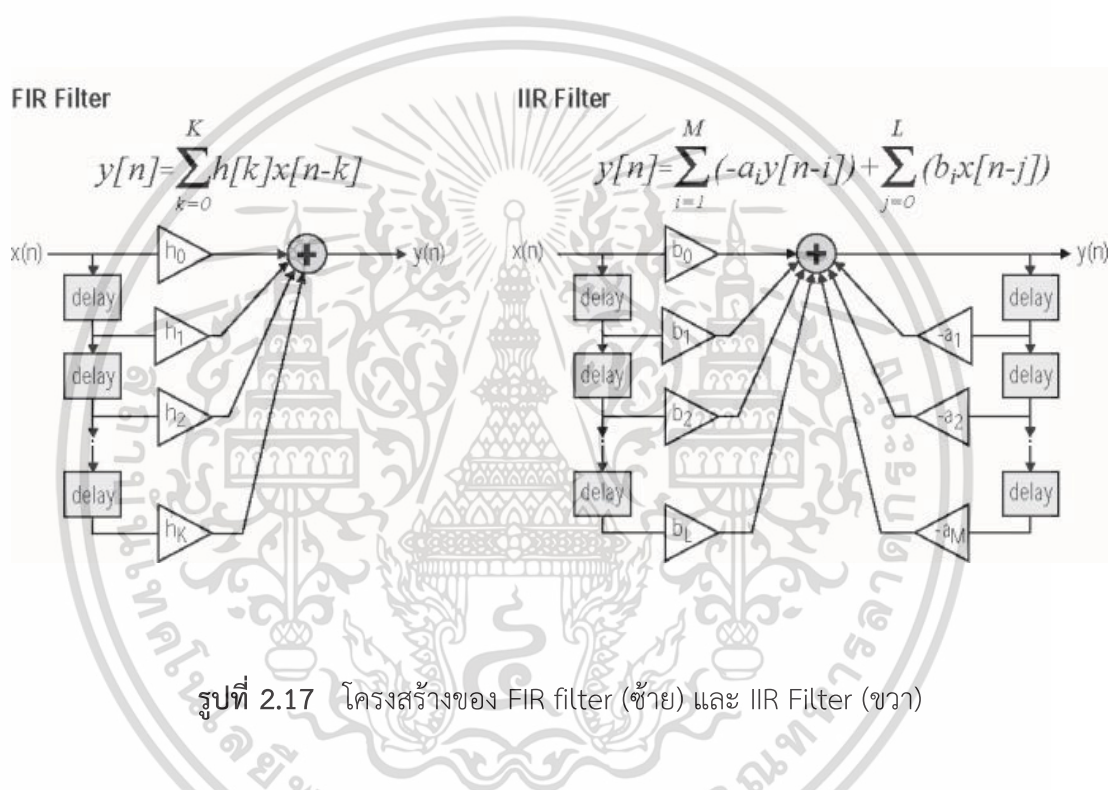 FIR Filter
K
y[n]=∑h[k]x[n-k]
k=0
x(n)
h0
+
y(n)
delay
h1
delay
h2
delay
hK
IIR Filter
M L
y[n]=∑(-aiy[n-i])+∑(bix[n-j])
i=1 j=0
x(n)
b0
+
y(n)
delay
b1
-a1
delay
delay
b2
-a2
delay
delay
bL
-aM
delay
รูปที่ 2.17 โครงสร้างของ FIR filter (ซ้าย) และ IIR Filter (ขวา)